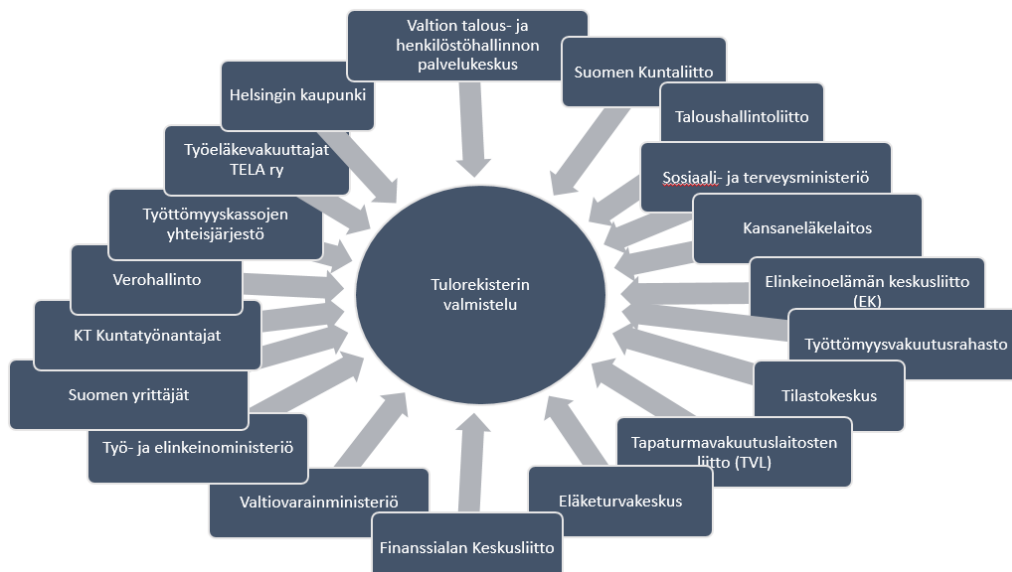 Valtion talous- ja
henkilöstöhallinnon
palvelukeskus
Suomen Kuntaliitto
Taloushallintoliitto
Sosiaali- ja terveysministeriö
Kansaneläkelaitos
Elinkeinoelämän keskusliitto
(EK)
Työttömyysvakuutusrahasto
Tilastokeskus
Tapaturmavakuutuslaitosten
liitto (TVL)
Eläketurvakeskus
Finanssialan Keskusliitto
Valtiovarainministeriö
Työ- ja elinkeinoministeriö
Suomen yrittäjät
KT Kuntatyönantajat
Verohallinto
Työttömyyskassojen
yhteisjärjestö
Työeläkevakuuttajat
TELA ry
Helsingin kaupunki
Tulorekisterin
valmistelu